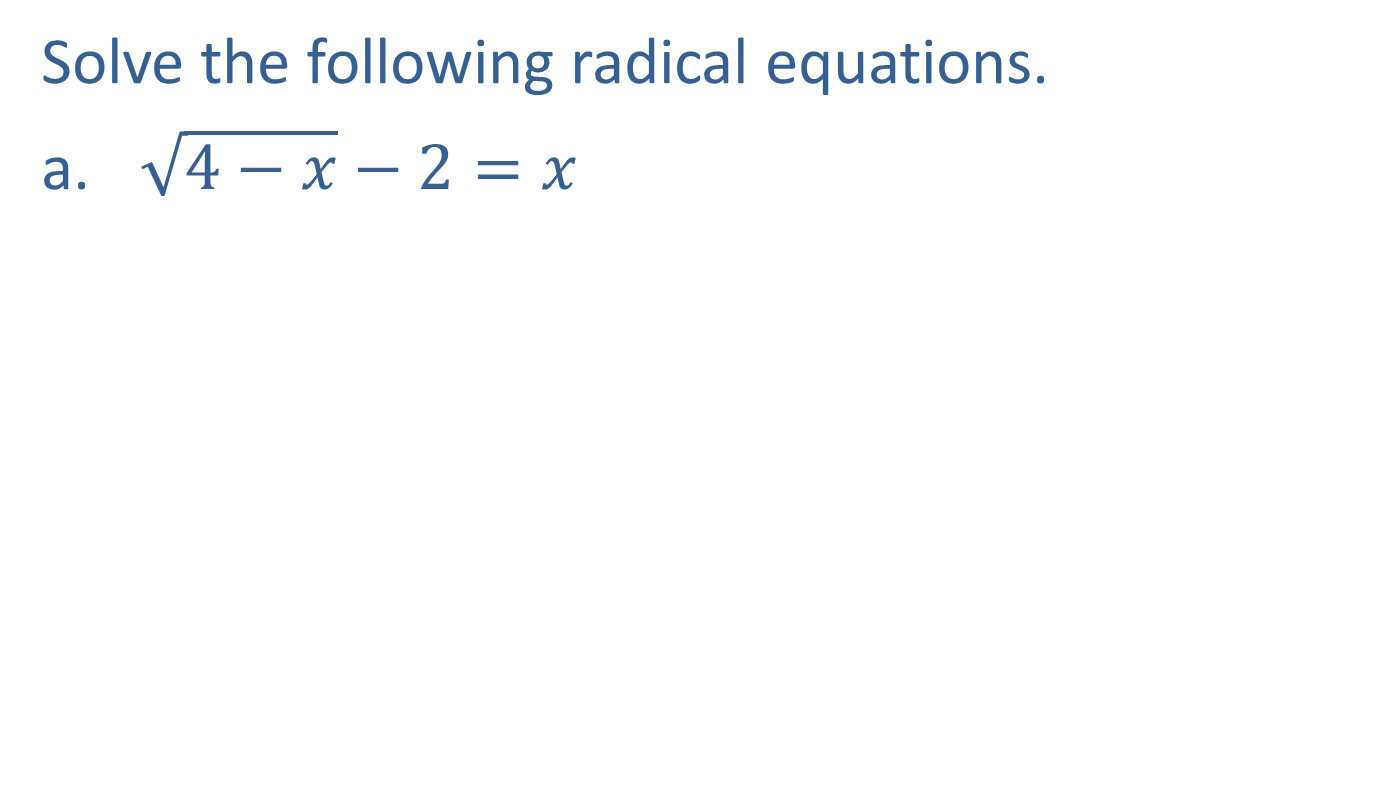 Solve the following radical equations.
a. √4 − x − 2 = x